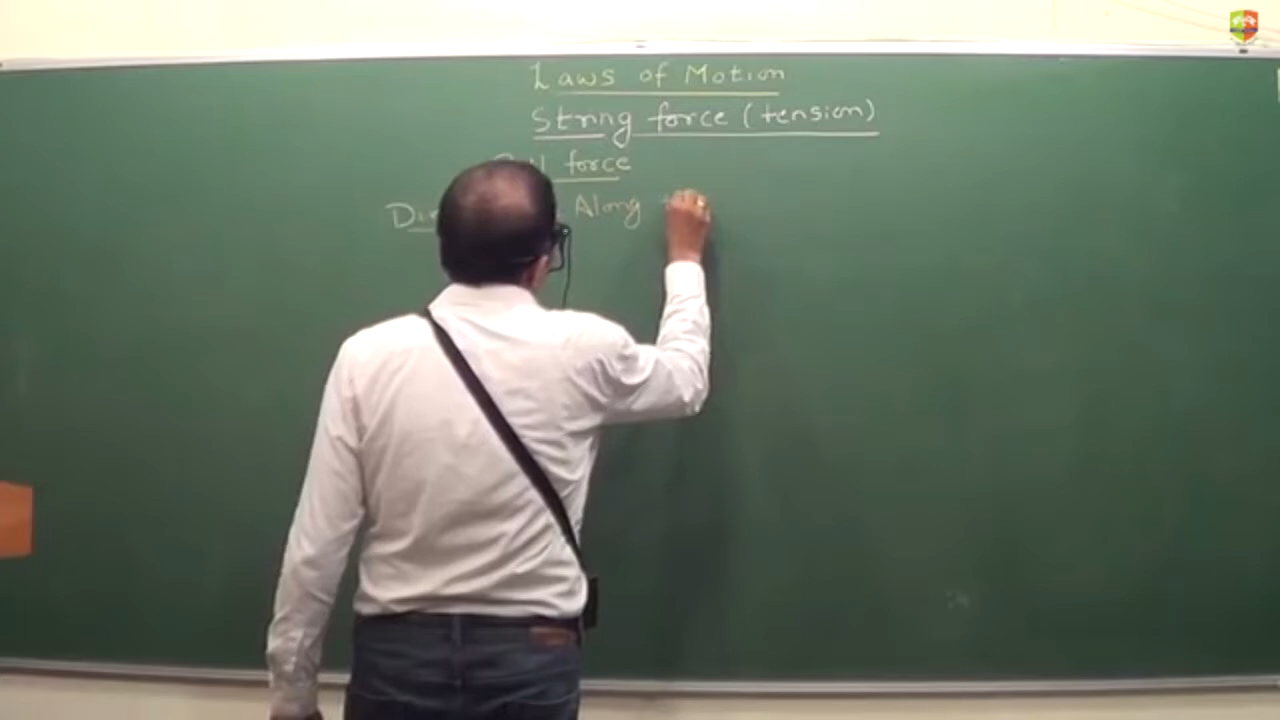 Laws of Motion
String force (tension)
force
Along